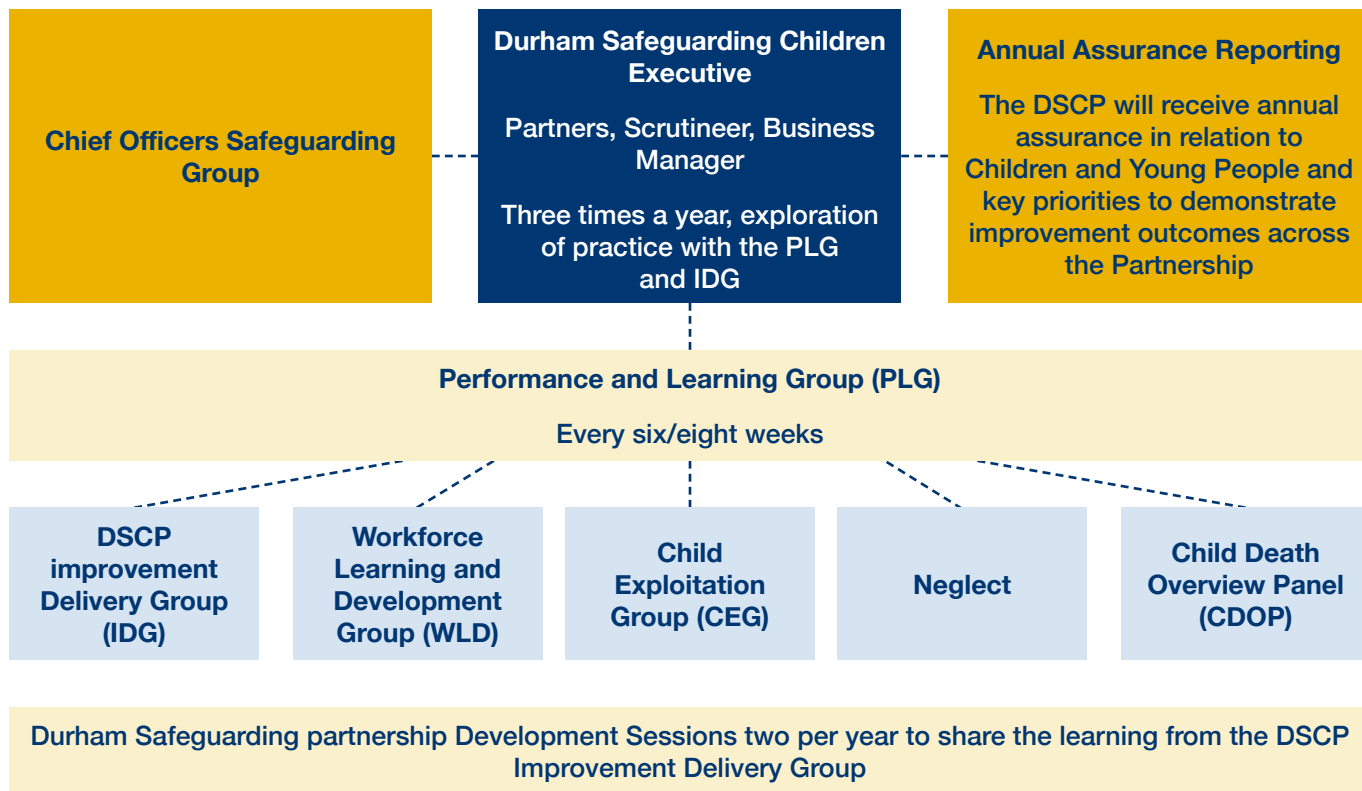 Chief Officers Safeguarding
Group
Durham Safeguarding Children
Executive
Partners, Scrutineer, Business
Manager
Three times a year, exploration
of practice with the PLG
and IDG
Annual Assurance Reporting
The DSCP will receive annual
assurance in relation to
Children and Young People and
key priorities to demonstrate
improvement outcomes across
the Partnership
Performance and Learning Group (PLG)
Every six/eight weeks
DSCP
improvement
Delivery Group
(IDG)
Workforce
Learning and
Development
Group (WLD)
Child
Exploitation
Group (CEG)
Neglect
Child Death
Overview Panel
(CDOP)
Durham Safeguarding partnership Development Sessions two per year to share the learning from the DSCP
Improvement Delivery Group